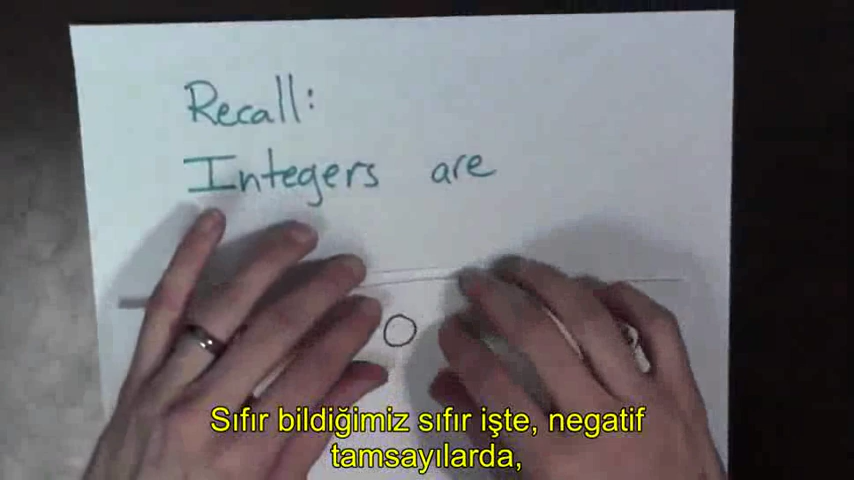 Recall:
Integers are
0
Sıfır bildiğimiz sıfır işte, negatif
tamsayılarda,